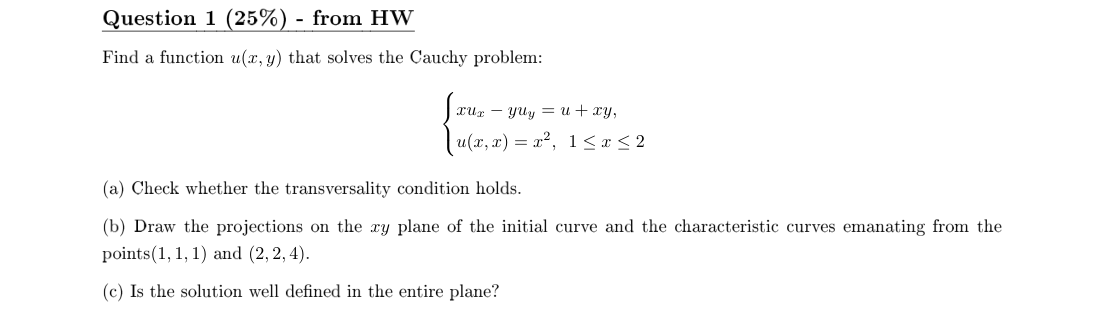 Question 1 (25%) - from HW
Find a function u(x, y) that solves the Cauchy problem:
xuₓ − yu_y = u + xy,
u(x, x) = x², 1 ≤ x ≤ 2
(a) Check whether the transversality condition holds.
(b) Draw the projections on the xy plane of the initial curve and the characteristic curves emanating from the
points(1, 1, 1) and (2, 2, 4).
(c) Is the solution well defined in the entire plane?